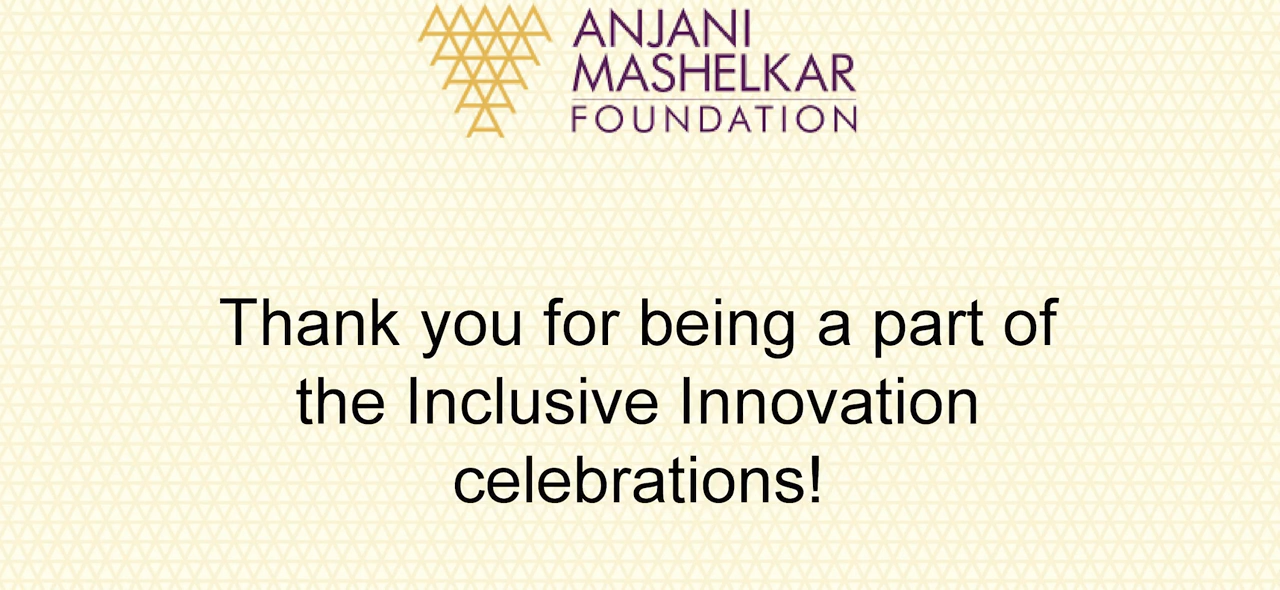 ANJANI
MASHELKAR
FOUNDATION
Thank you for being a part of
the Inclusive Innovation
celebrations!